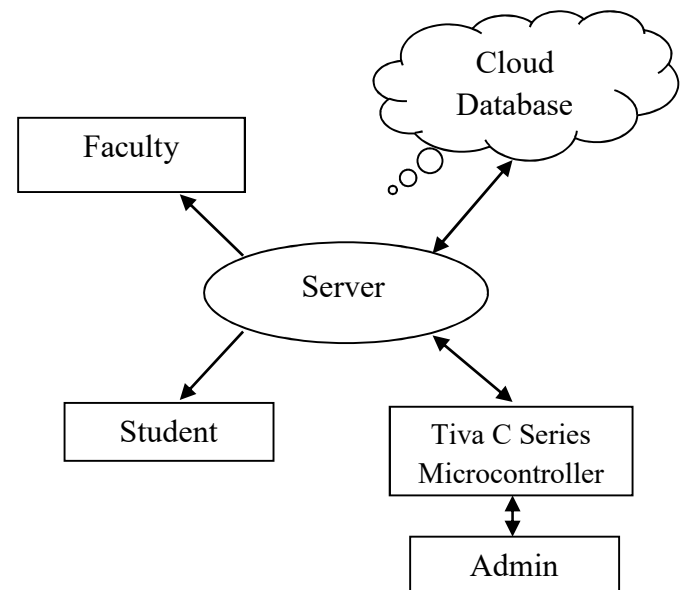 Cloud
Database
Faculty
Server
Student
Tiva C Series
Microcontroller
Admin